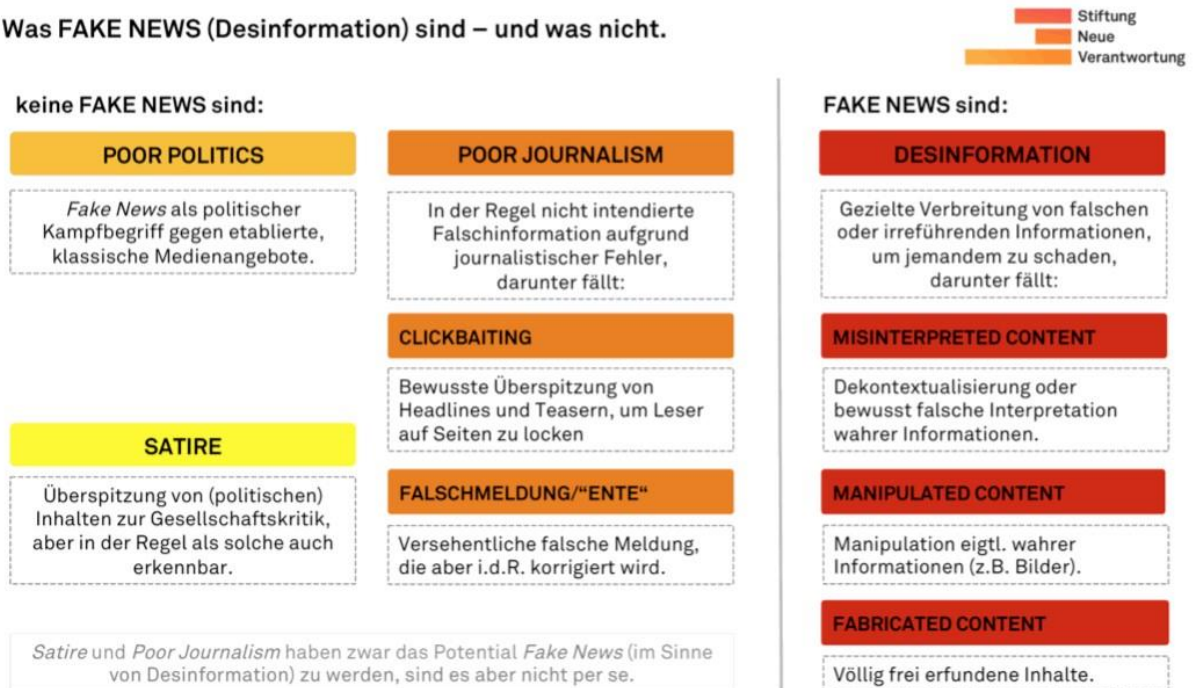 Was FAKE NEWS (Desinformation) sind – und was nicht.
Stiftung
Neue
Verantwortung
keine FAKE NEWS sind:
POOR POLITICS
Fake News als politischer
Kampfbegriff gegen etablierte,
klassische Medienangebote.
SATIRE
Überspitzung von (politischen)
Inhalten zur Gesellschaftskritik,
aber in der Regel als solche auch
erkennbar.
POOR JOURNALISM
In der Regel nicht intendierte
Falschinformation aufgrund
journalistischer Fehler,
darunter fällt:
CLICKBAITING
Bewusste Überspitzung von
Headlines und Teasern, um Leser
auf Seiten zu locken
FALSCHMELDUNG/"ENTE"
Versehentliche falsche Meldung,
die aber i.d.R. korrigiert wird.
Satire und Poor Journalism haben zwar das Potential Fake News (im Sinne
von Desinformation) zu werden, sind es aber nicht per se.
FAKE NEWS sind:
DESINFORMATION
Gezielte Verbreitung von falschen
oder irreführenden Informationen,
um jemandem zu schaden,
darunter fällt:
MISINTERPRETED CONTENT
Dekontextualisierung oder
bewusst falsche Interpretation
wahrer Informationen.
MANIPULATED CONTENT
Manipulation eigtl. wahrer
Informationen (z.B. Bilder).
FABRICATED CONTENT
Völlig frei erfundene Inhalte.